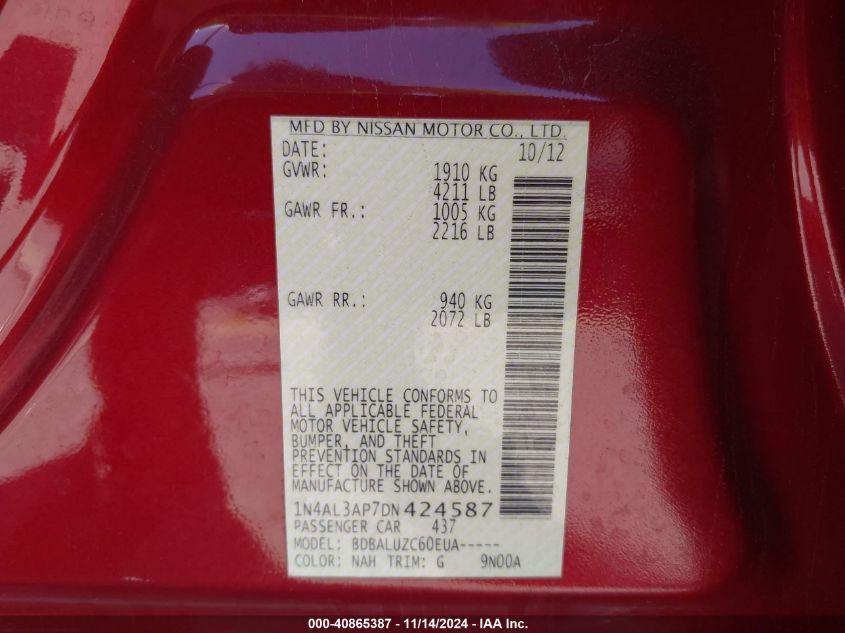 MFD BY NISSAN MOTOR CO., LTD.
DATE: 10/12
GVWR: 1910 KG
4211 LB
GAWR FR.: 1005 KG
2216 LB
GAWR RR.: 940 KG
2072 LB
THIS VEHICLE CONFORMS TO
ALL APPLICABLE FEDERAL
MOTOR VEHICLE SAFETY,
BUMPER, AND THEFT
PREVENTION STANDARDS IN
EFFECT ON THE DATE OF
MANUFACTURE SHOWN ABOVE.
1N4AL3AP7DN424587
PASSENGER CAR 437
MODEL: BDBALUZC60EUA-----
COLOR: NAH TRIM: G 9N00A
000-40865387 - 11/14/2024 - IAA Inc.